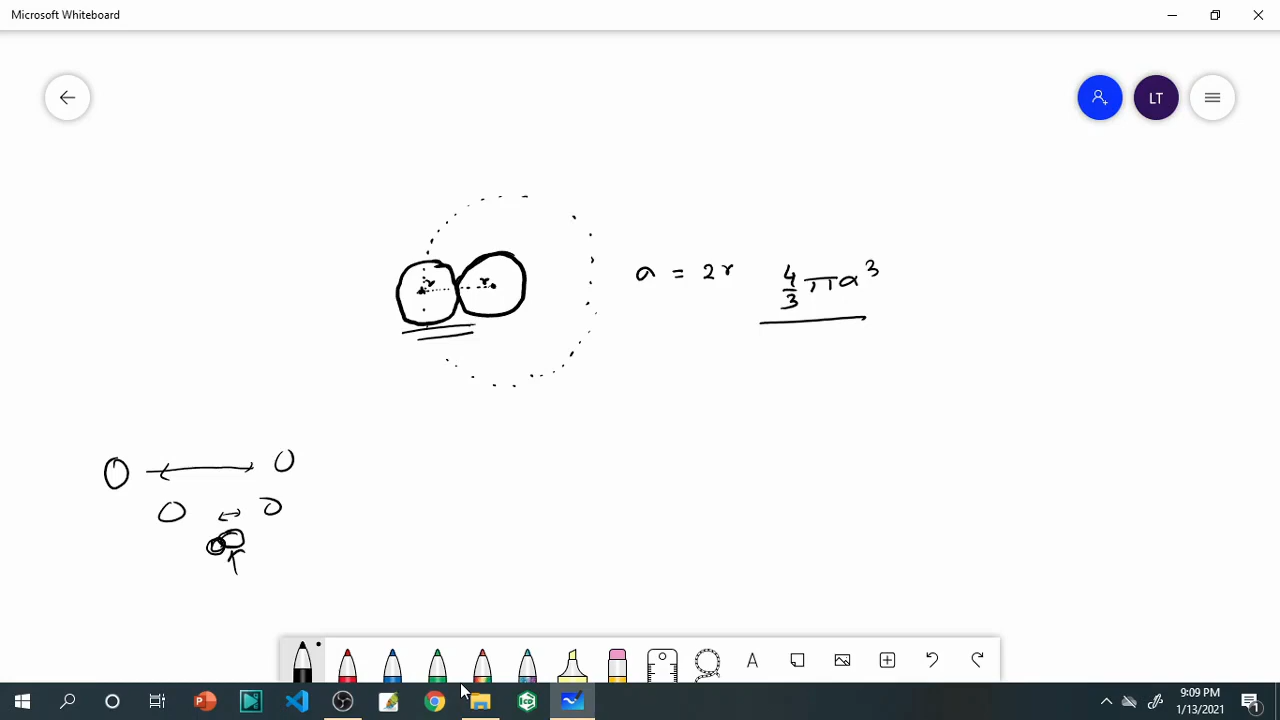 Microsoft Whiteboard
LT
r r
a = 2r
4/3 πa³
A
9:09 PM
1/13/2021